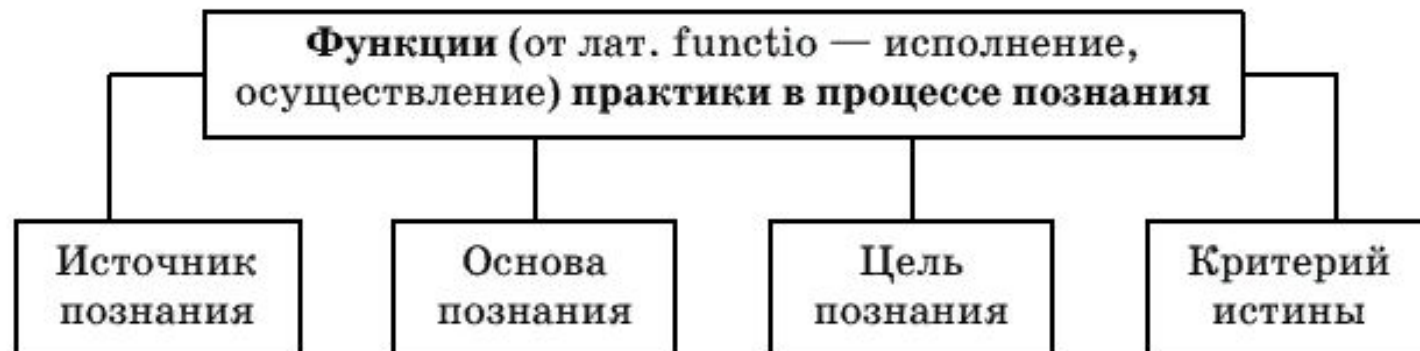 Функции (от лат. functio — исполнение,
осуществление) практики в процессе познания
Источник
познания
Основа
познания
Цель
познания
Критерий
истины